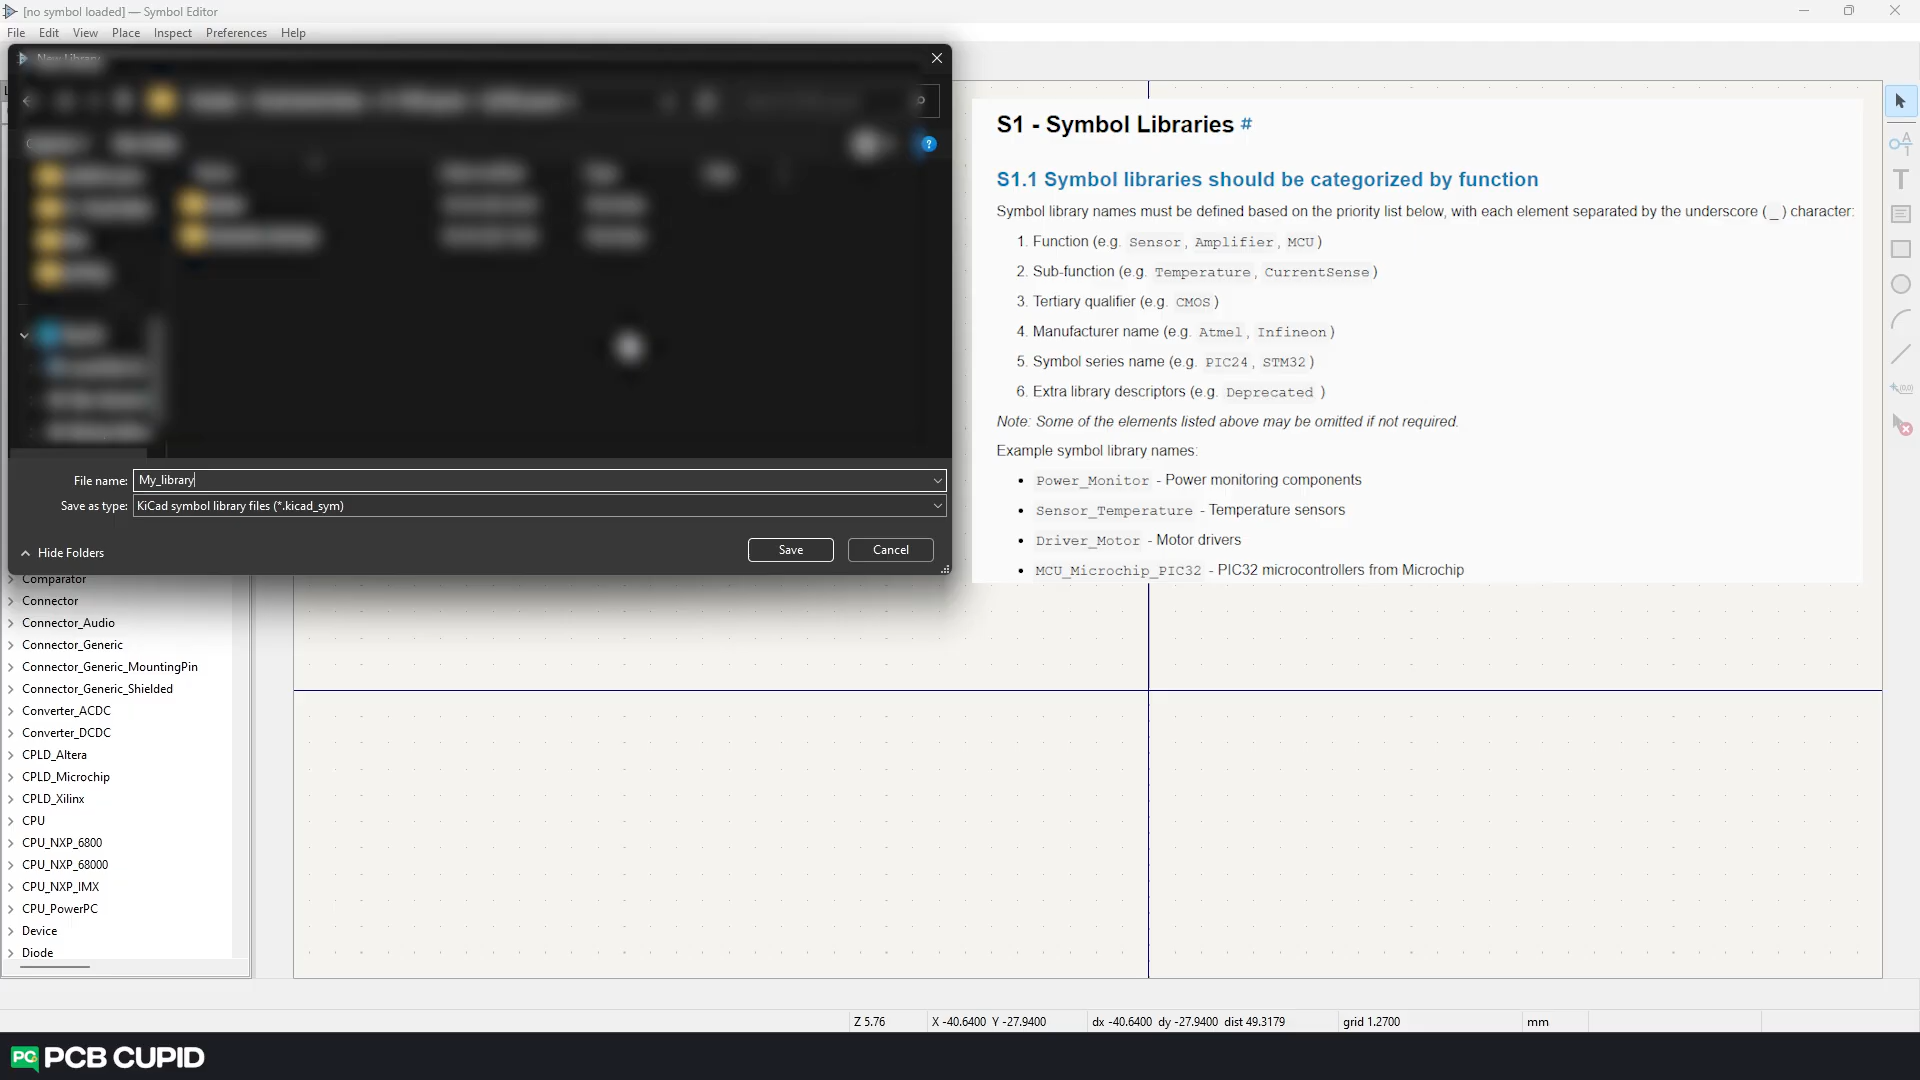 [no symbol loaded] — Symbol Editor
File Edit View Place Inspect Preferences Help
New Library
File name: My_library
Save as type: KiCad symbol library files (*.kicad_sym)
Hide Folders
Save Cancel
Comparator
Connector
Connector_Audio
Connector_Generic
Connector_Generic_MountingPin
Connector_Generic_Shielded
Converter_ACDC
Converter_DCDC
CPLD_Altera
CPLD_Microchip
CPLD_Xilinx
CPU
CPU_NXP_6800
CPU_NXP_68000
CPU_NXP_IMX
CPU_PowerPC
Device
Diode
S1 - Symbol Libraries #
S1.1 Symbol libraries should be categorized by function
Symbol library names must be defined based on the priority list below, with each element separated by the underscore ( _ ) character:
1. Function (e.g. Sensor, Amplifier, MCU)
2. Sub-function (e.g. Temperature, CurrentSense)
3. Tertiary qualifier (e.g. CMOS)
4. Manufacturer name (e.g. Atmel, Infineon)
5. Symbol series name (e.g. PIC24, STM32)
6. Extra library descriptors (e.g. Deprecated )
Note: Some of the elements listed above may be omitted if not required.
Example symbol library names:
• Power_Monitor - Power monitoring components
• Sensor_Temperature - Temperature sensors
• Driver_Motor - Motor drivers
• MCU_Microchip_PIC32 - PIC32 microcontrollers from Microchip
Z 5.76 X -40.6400 Y -27.9400 dx -40.6400 dy -27.9400 dist 49.3179 grid 1.2700 mm
PCB CUPID